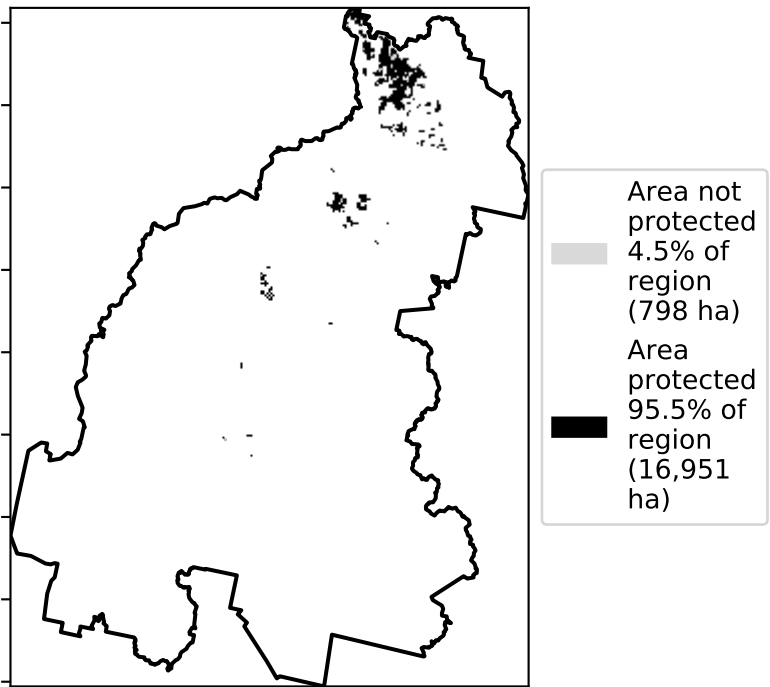 Area not
protected
4.5% of
region
(798 ha)
Area
protected
95.5% of
region
(16,951
ha)